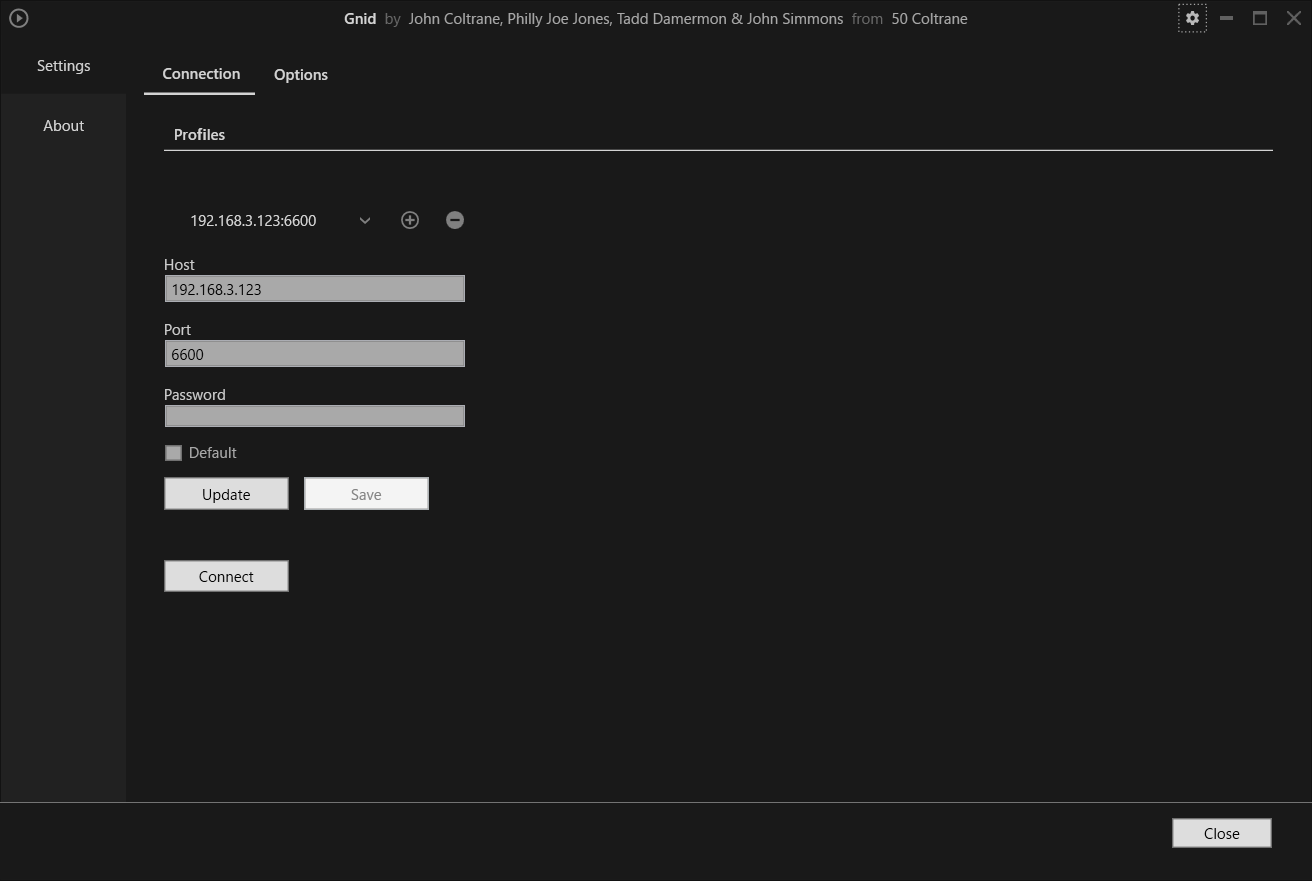 Gnid by John Coltrane, Philly Joe Jones, Tadd Damermon & John Simmons from 50 Coltrane
Settings
About
Connection Options
Profiles
192.168.3.123:6600
Host
192.168.3.123
Port
6600
Password
Default
Update Save
Connect
Close